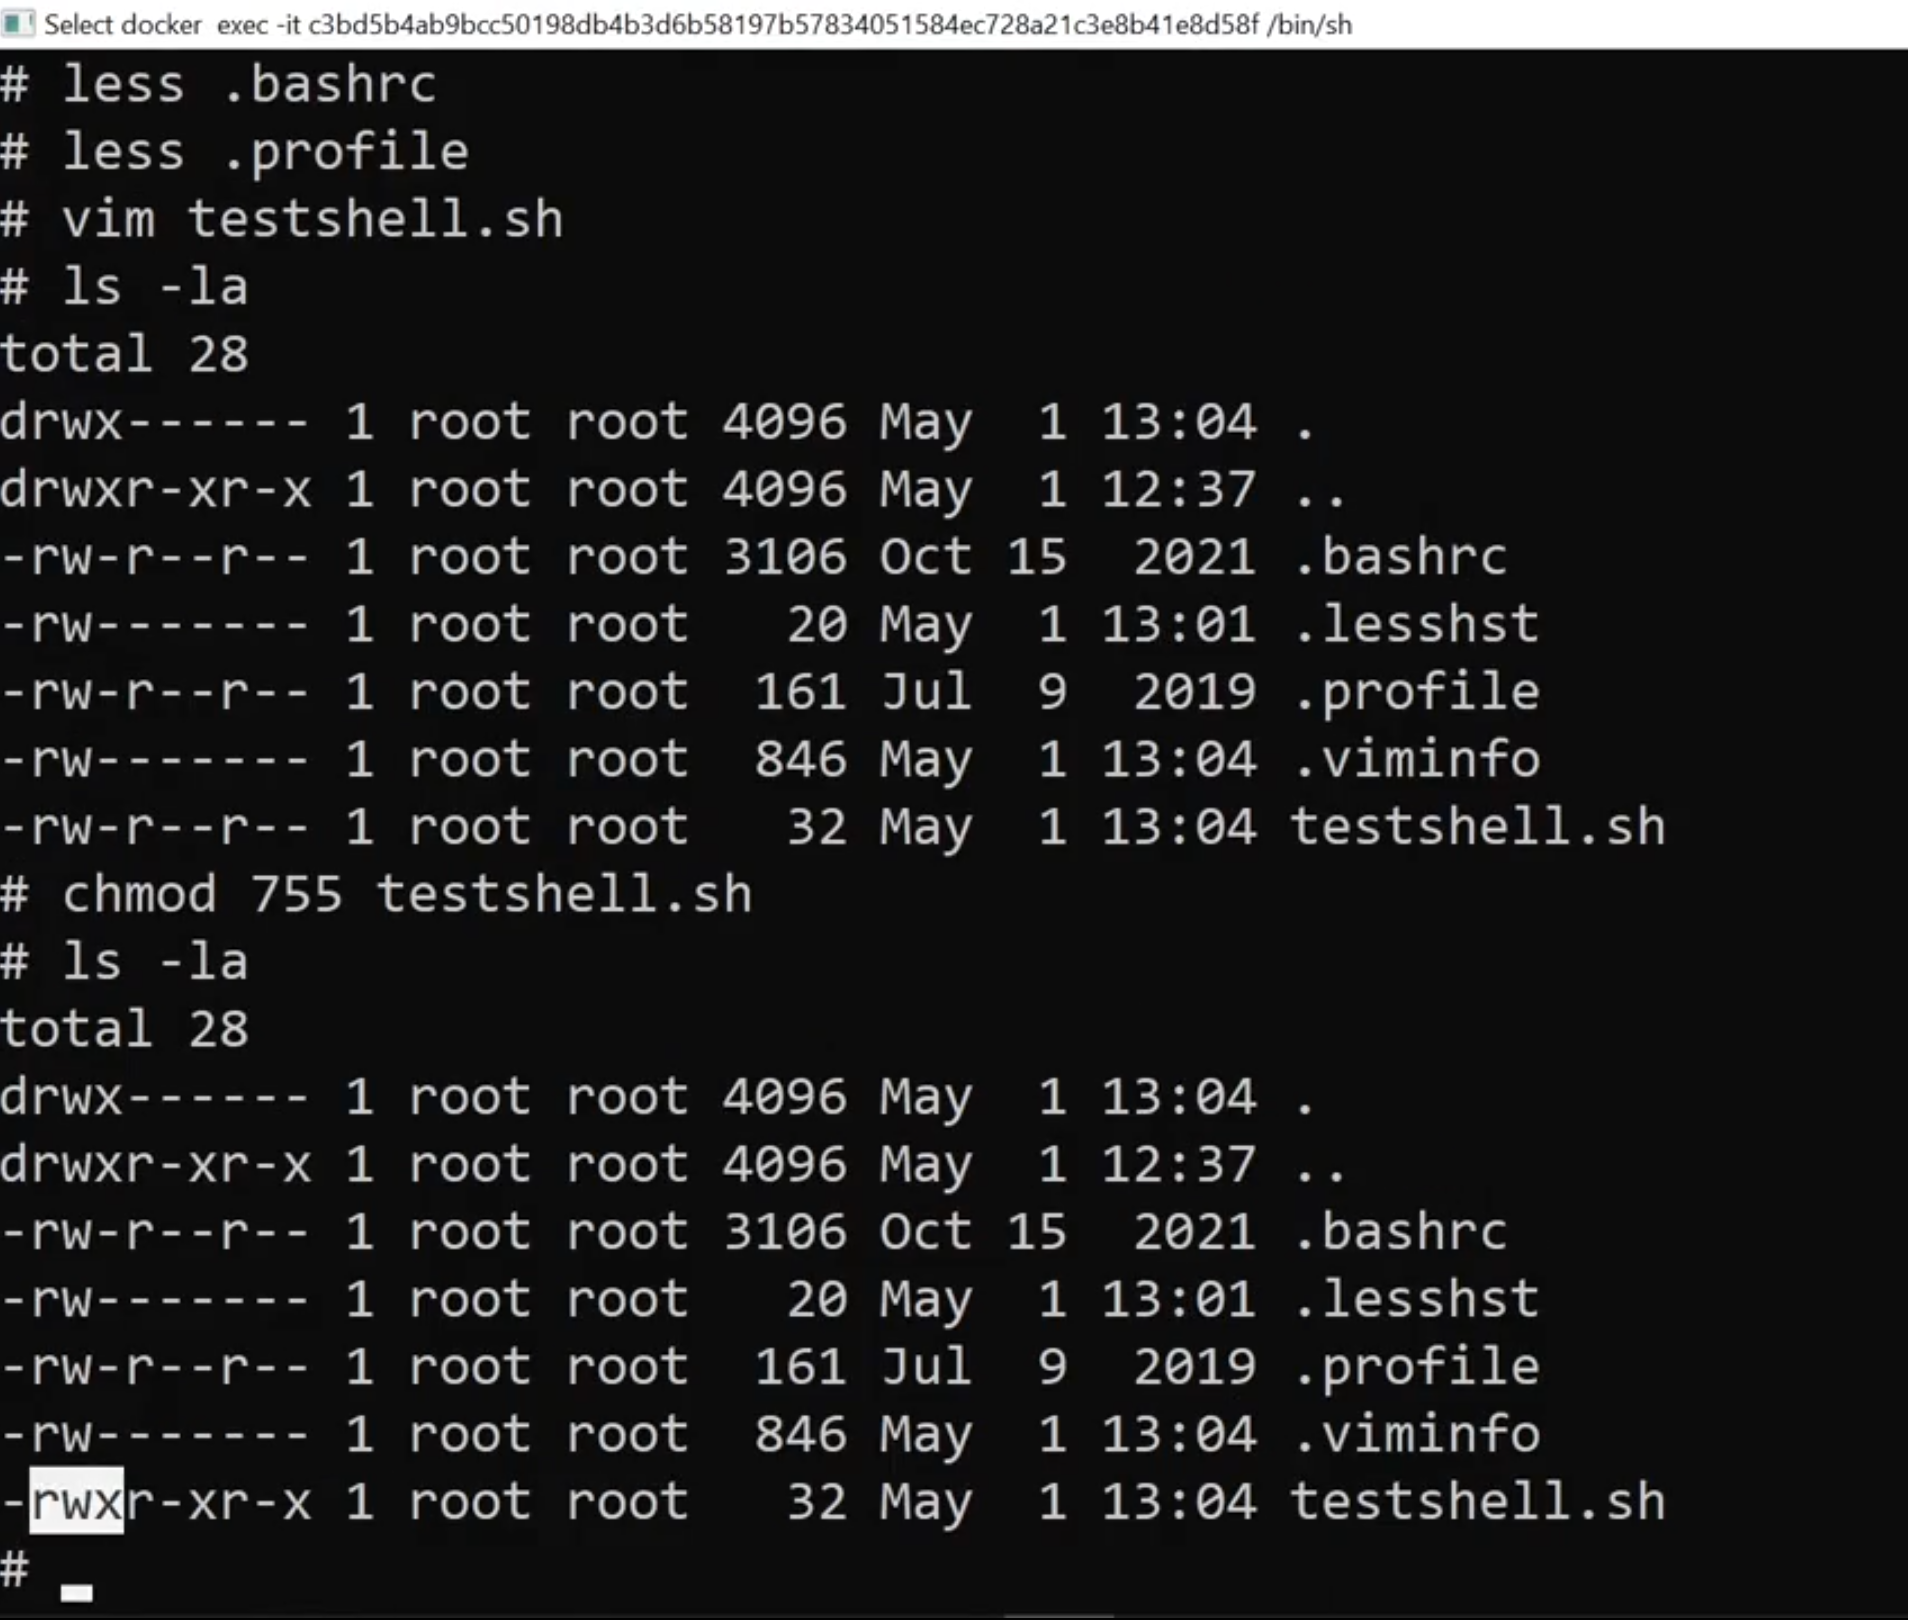 Select docker  exec -it c3bd5b4ab9bcc50198db4b3d6b58197b57834051584ec728a21c3e8b41e8d58f /bin/sh
# less .bashrc
# less .profile
# vim testshell.sh
# ls -la
total 28
drwx------ 1 root root 4096 May  1 13:04 .
drwxr-xr-x 1 root root 4096 May  1 12:37 ..
-rw-r--r-- 1 root root 3106 Oct 15  2021 .bashrc
-rw------- 1 root root   20 May  1 13:01 .lesshst
-rw-r--r-- 1 root root  161 Jul  9  2019 .profile
-rw------- 1 root root  846 May  1 13:04 .viminfo
-rw-r--r-- 1 root root   32 May  1 13:04 testshell.sh
# chmod 755 testshell.sh
# ls -la
total 28
drwx------ 1 root root 4096 May  1 13:04 .
drwxr-xr-x 1 root root 4096 May  1 12:37 ..
-rw-r--r-- 1 root root 3106 Oct 15  2021 .bashrc
-rw------- 1 root root   20 May  1 13:01 .lesshst
-rw-r--r-- 1 root root  161 Jul  9  2019 .profile
-rw------- 1 root root  846 May  1 13:04 .viminfo
-rwxr-xr-x 1 root root   32 May  1 13:04 testshell.sh
#